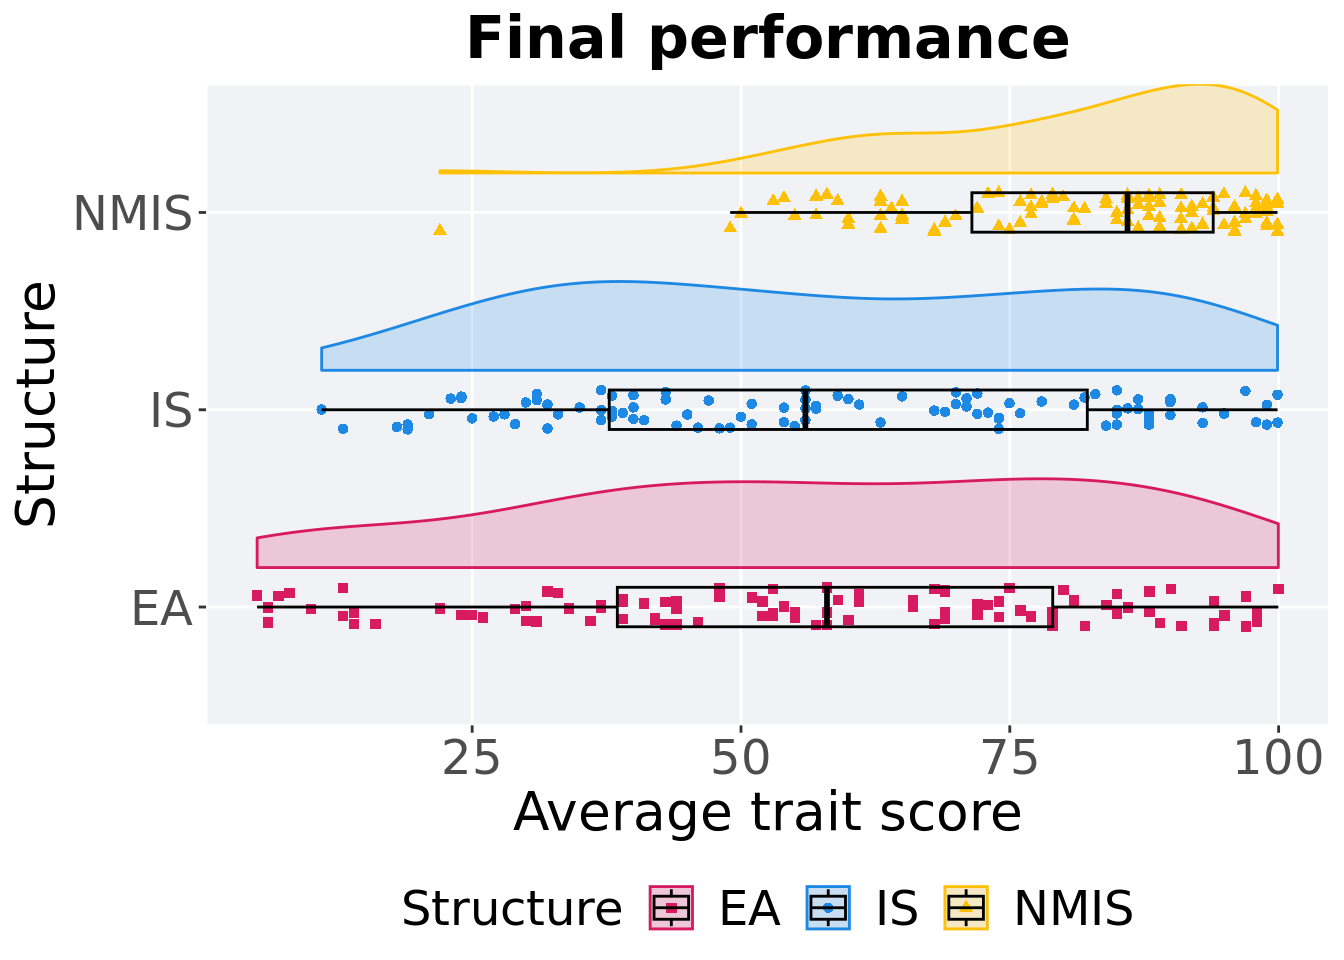 Final performance
Structure
NMIS
IS
EA
25 50 75 100
Average trait score
Structure EA IS NMIS